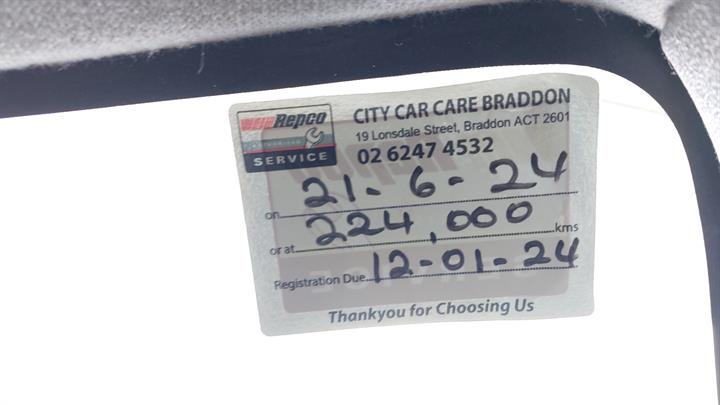 Repco
AUTHORISED
SERVICE
CITY CAR CARE BRADDON
19 Lonsdale Street, Braddon ACT 2601
02 6247 4532
on 21-6-24
or at 224,000 kms
Registration Due 12-01-24
Thankyou for Choosing Us